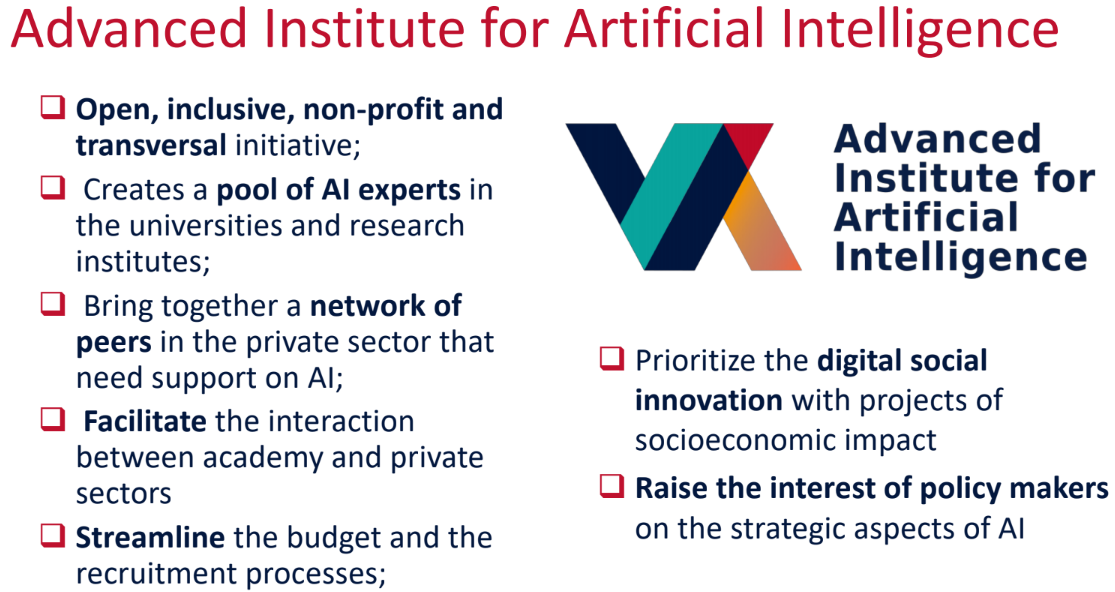 Advanced Institute for Artificial Intelligence
Open, inclusive, non-profit and
transversal initiative;
Creates a pool of AI experts in
the universities and research
institutes;
Bring together a network of
peers in the private sector that
need support on AI;
Facilitate the interaction
between academy and private
sectors
Streamline the budget and the
recruitment processes;
Advanced
Institute for
Artificial
Intelligence
Prioritize the digital social
innovation with projects of
socioeconomic impact
Raise the interest of policy makers
on the strategic aspects of AI